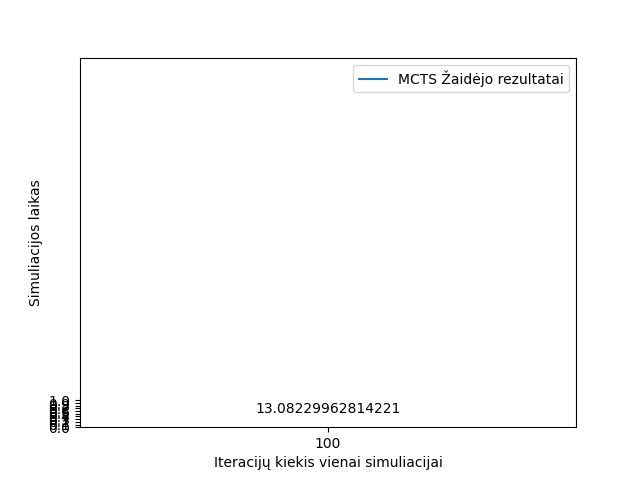 MCTS Žaidėjo rezultatai
Simuliacijos laikas
1.0
13.08229962814221
0.0
100
Iteracijų kiekis vienai simuliacijai